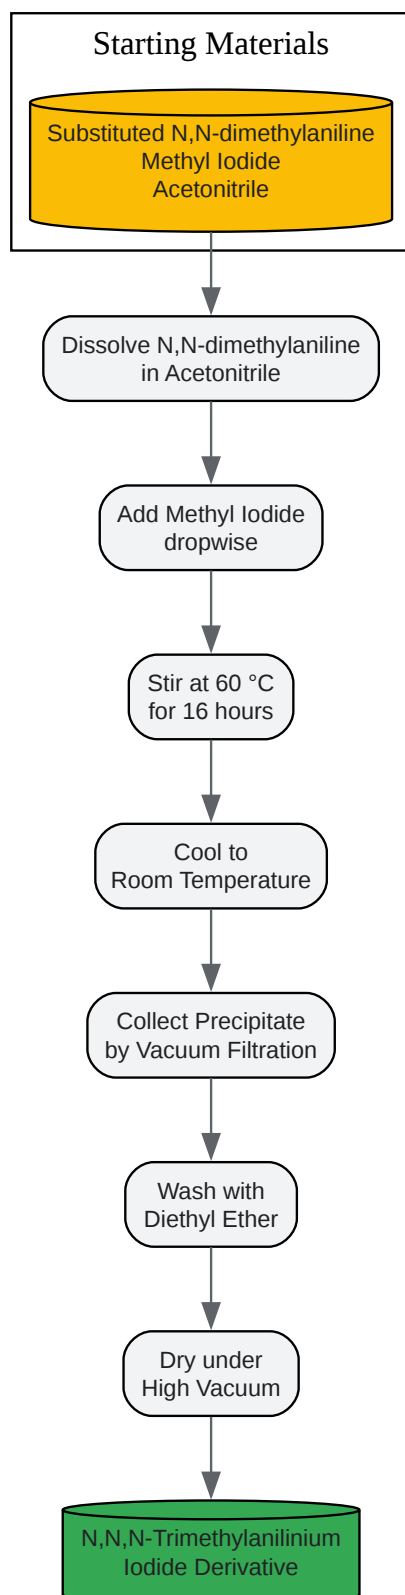 Starting Materials
Substituted N,N-dimethylaniline
Methyl Iodide
Acetonitrile
Dissolve N,N-dimethylaniline
in Acetonitrile
Add Methyl Iodide
dropwise
Stir at 60 °C
for 16 hours
Cool to
Room Temperature
Collect Precipitate
by Vacuum Filtration
Wash with
Diethyl Ether
Dry under
High Vacuum
N,N,N-Trimethylanilinium
Iodide Derivative